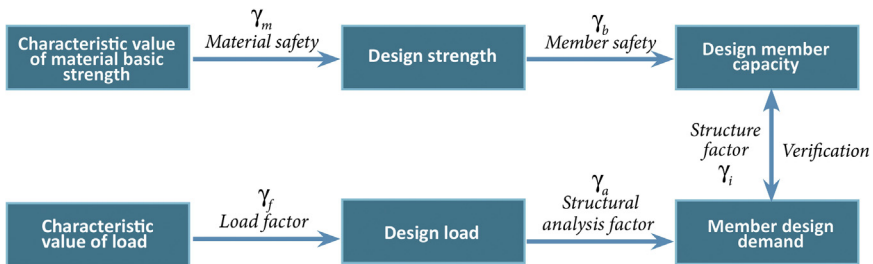 Characteristic value
of material basic
strength
γm
Material safety
Design strength
γb
Member safety
Design member
capacity
Structure
factor
γi
Verification
Characteristic
value of load
γf
Load factor
Design load
γa
Structural
analysis factor
Member design
demand